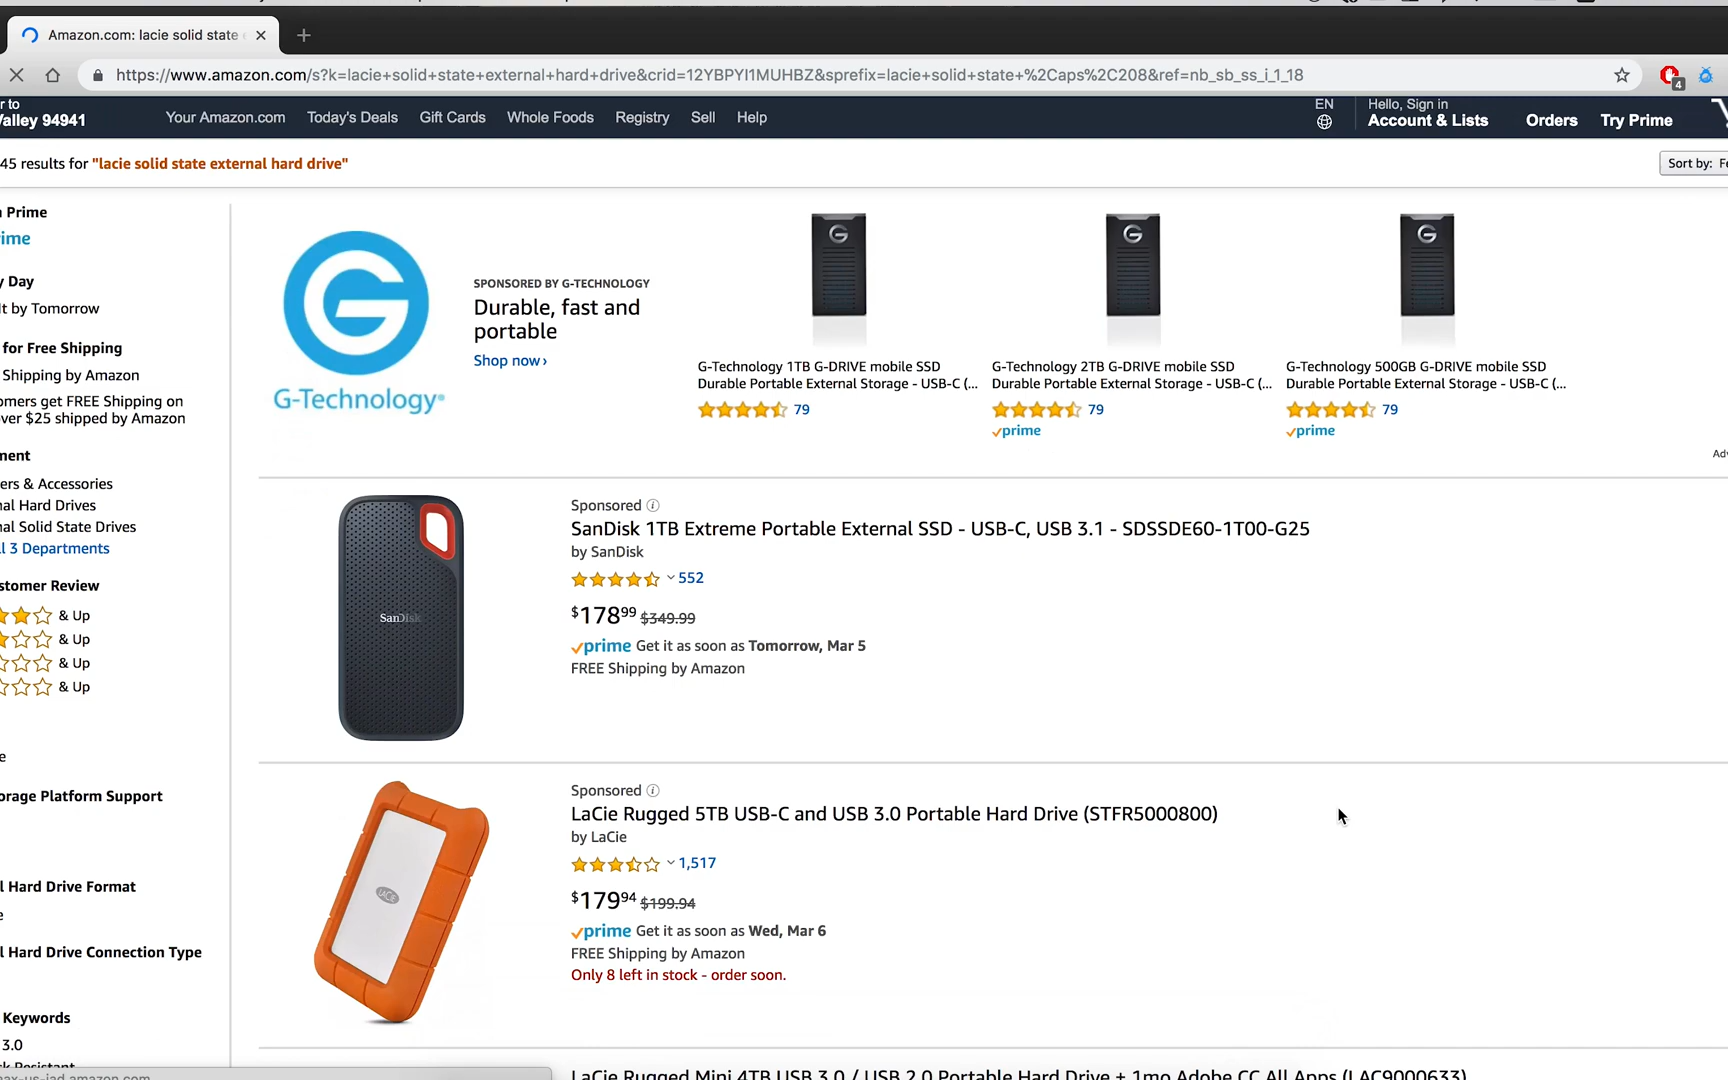 Amazon.com: lacie solid state
https://www.amazon.com/s?k=lacie+solid+state+external+hard+drive&crid=12YBPYI1MUHBZ&sprefix=lacie+solid+state+%2Caps%2C208&ref=nb_sb_ss_i_1_18
4
r to
alley 94941
Your Amazon.com
Today's Deals
Gift Cards
Whole Foods
Registry
Sell
Help
EN
Hello, Sign in
Account & Lists
Orders
Try Prime
45 results for "lacie solid state external hard drive"
Sort by: Fe
Prime
ime
y Day
It by Tomorrow
for Free Shipping
Shipping by Amazon
omers get FREE Shipping on
over $25 shipped by Amazon
ment
ers & Accessories
nal Hard Drives
nal Solid State Drives
ll 3 Departments
stomer Review
& Up
& Up
& Up
& Up
e
orage Platform Support
l Hard Drive Format
e
l Hard Drive Connection Type
Keywords
3.0
k Resistant
G-Technology®
SPONSORED BY G-TECHNOLOGY
Durable, fast and
portable
Shop now›
G-Technology 1TB G-DRIVE mobile SSD
Durable Portable External Storage - USB-C (...
79
G-Technology 2TB G-DRIVE mobile SSD
Durable Portable External Storage - USB-C (...
79
prime
G-Technology 500GB G-DRIVE mobile SSD
Durable Portable External Storage - USB-C (...
79
prime
Ad
SanDisk
Sponsored
SanDisk 1TB Extreme Portable External SSD - USB-C, USB 3.1 - SDSSDE60-1T00-G25
by SanDisk
552
$178 99 $349.99
prime Get it as soon as Tomorrow, Mar 5
FREE Shipping by Amazon
LACIE
Sponsored
LaCie Rugged 5TB USB-C and USB 3.0 Portable Hard Drive (STFR5000800)
by LaCie
1,517
$179 94 $199.94
prime Get it as soon as Wed, Mar 6
FREE Shipping by Amazon
Only 8 left in stock - order soon.
LaCie Rugged Mini 4TB USB 3.0 / USB 2.0 Portable Hard Drive + 1mo Adobe CC All Apps (LAC9000633)